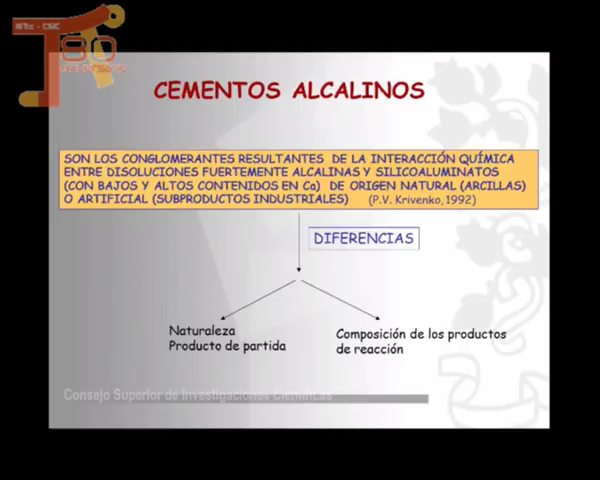 IETcc - CSIC
80
CEMENTOS ALCALINOS
SON LOS CONGLOMERANTES RESULTANTES DE LA INTERACCIÓN QUÍMICA
ENTRE DISOLUCIONES FUERTEMENTE ALCALINAS Y SILICOALUMINATOS
(CON BAJOS Y ALTOS CONTENIDOS EN Ca) DE ORIGEN NATURAL (ARCILLAS)
O ARTIFICIAL (SUBPRODUCTOS INDUSTRIALES) (P.V. Krivenko, 1992)
DIFERENCIAS
Naturaleza
Producto de partida
Composición de los productos
de reacción
Consejo Superior de Investigaciones Científicas